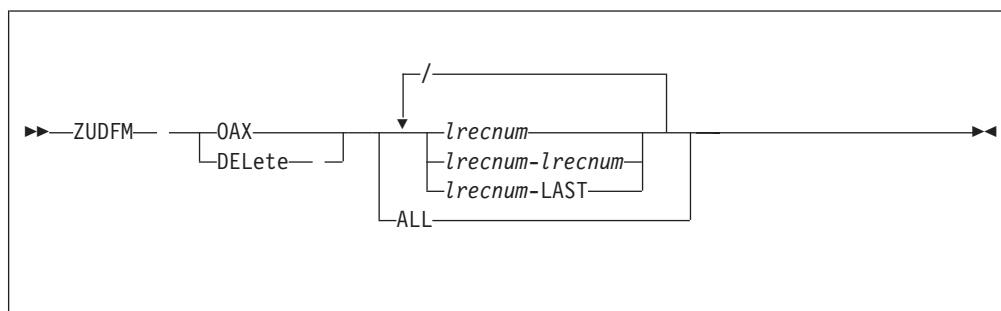 /
ZUDFM OAX lrecnum
DELete lrecnum-lrecnum
lrecnum-LAST
ALL